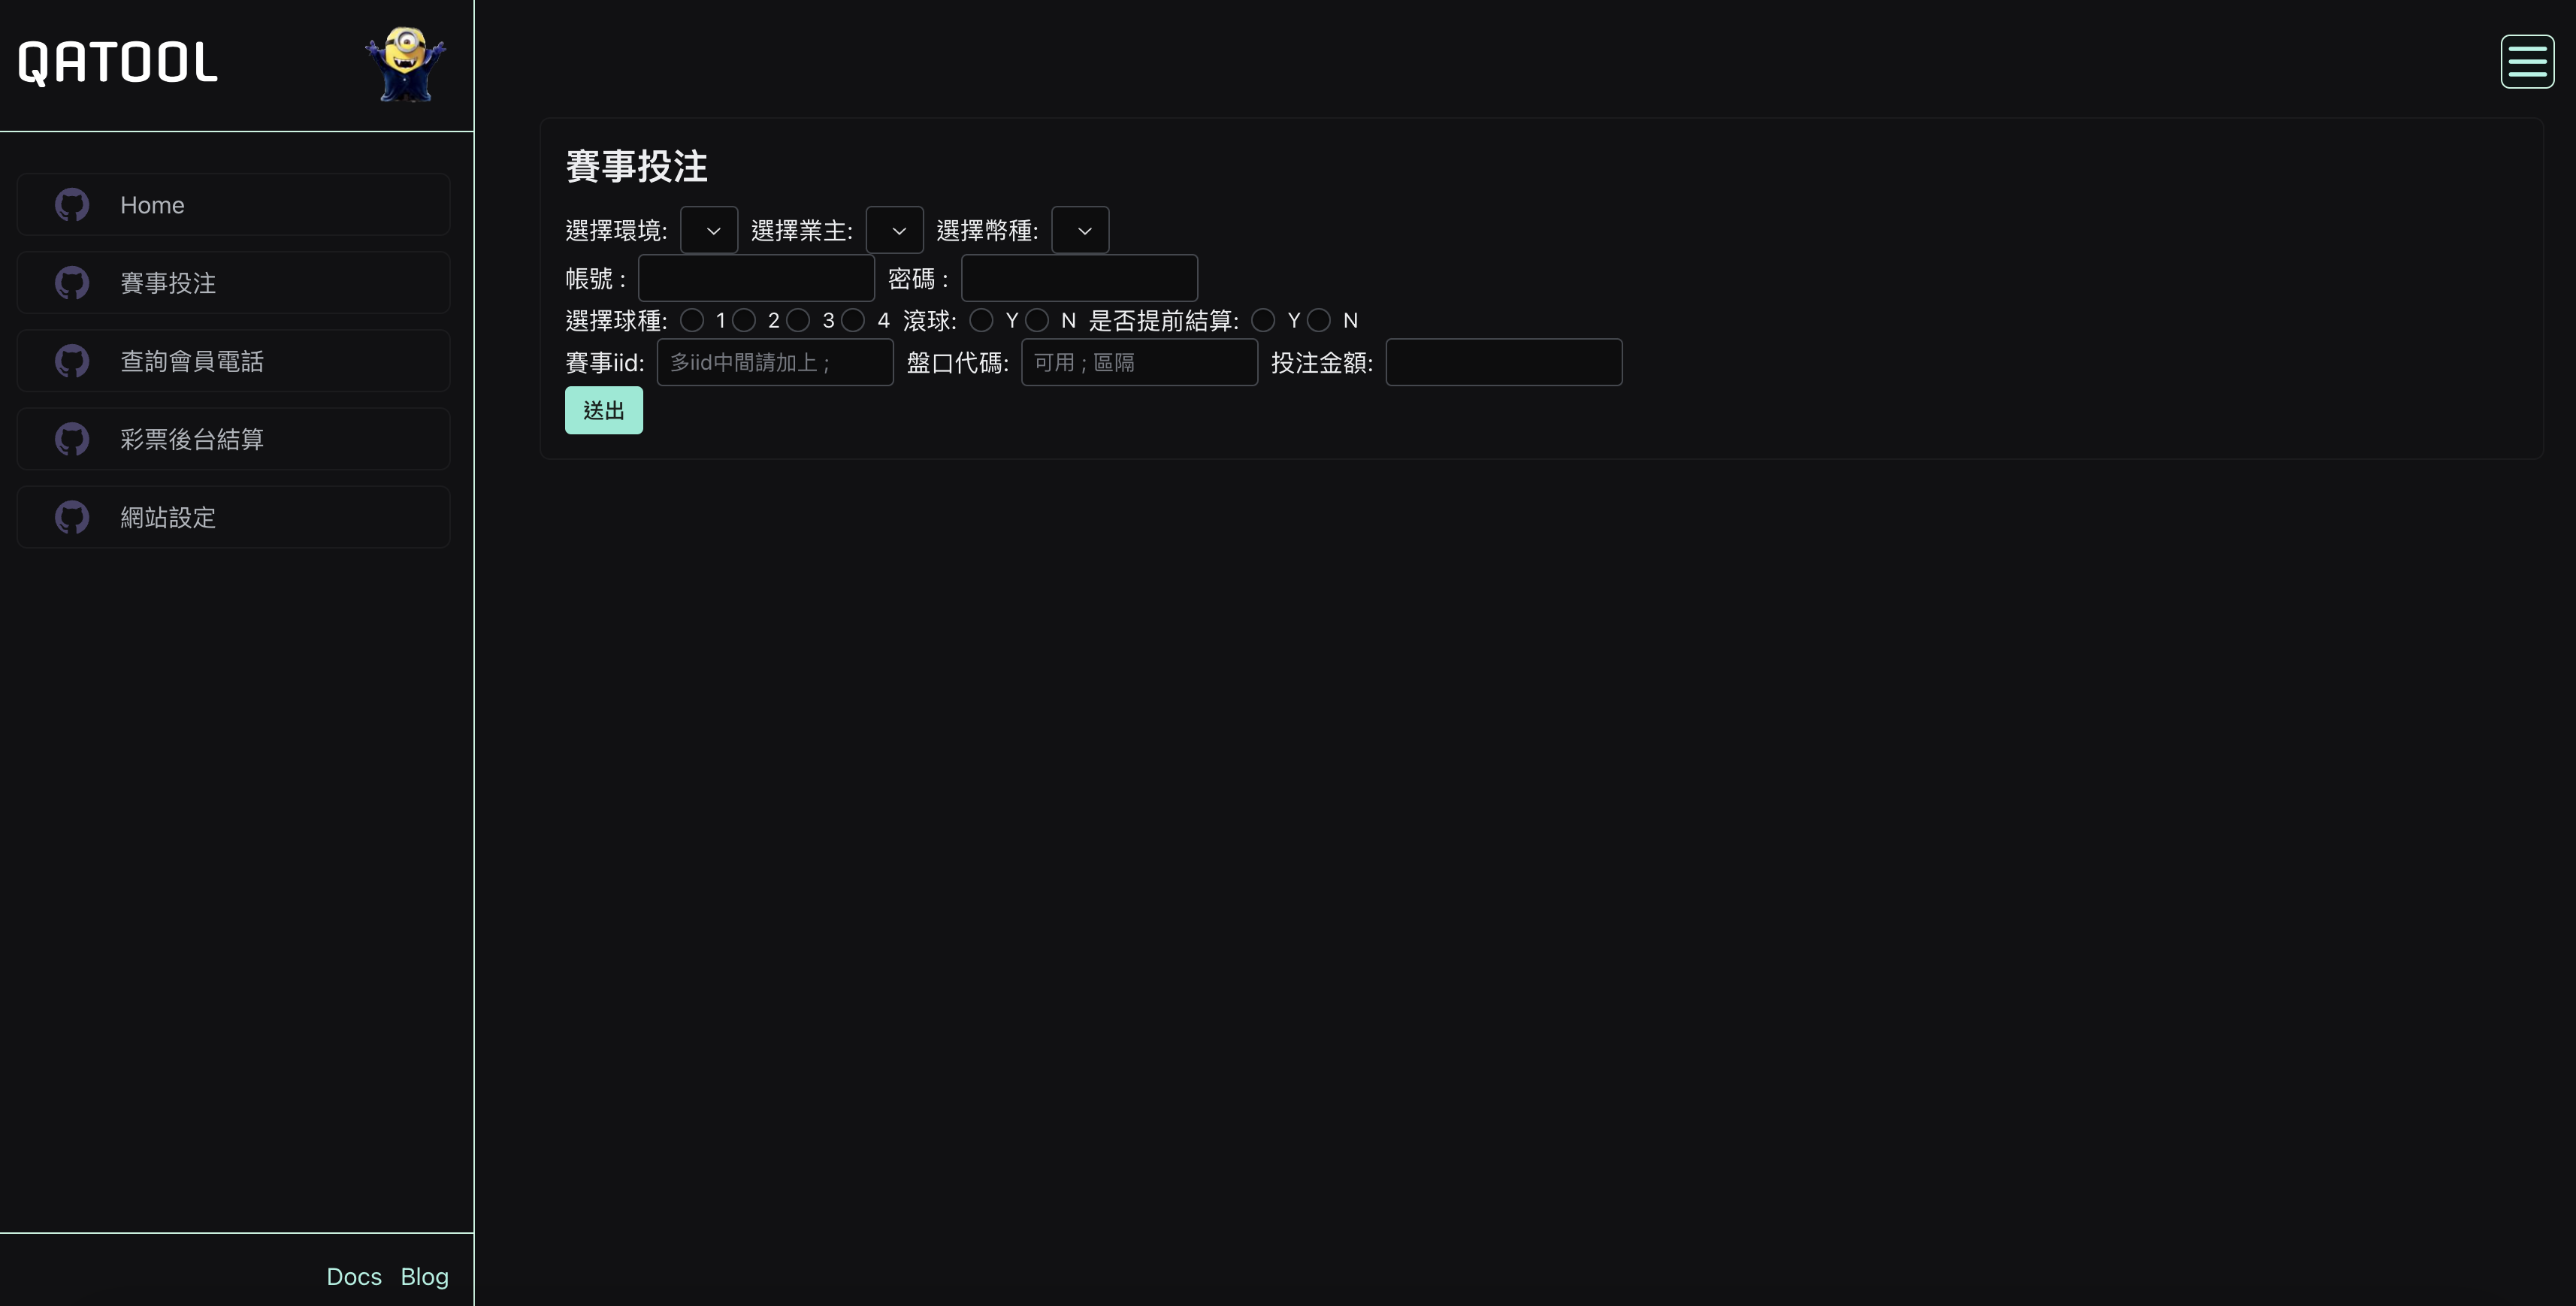 QATOOL
Home
賽事投注
查詢會員電話
彩票後台結算
網站設定
Docs Blog
賽事投注
選擇環境: 選擇業主: 選擇幣種:
帳號 : 密碼 :
選擇球種: 1 2 3 4 滾球: Y N 是否提前結算: Y N
賽事iid: 多iid中間請加上 ; 盤口代碼: 可用 ; 區隔 投注金額:
送出